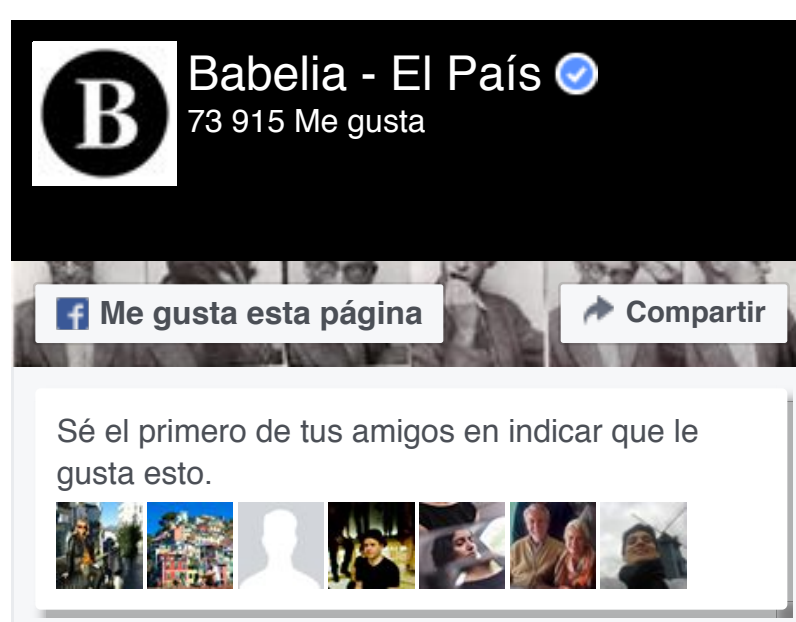 B
Babelia - El País
73 915 Me gusta
f Me gusta esta página
Compartir
Sé el primero de tus amigos en indicar que le
gusta esto.